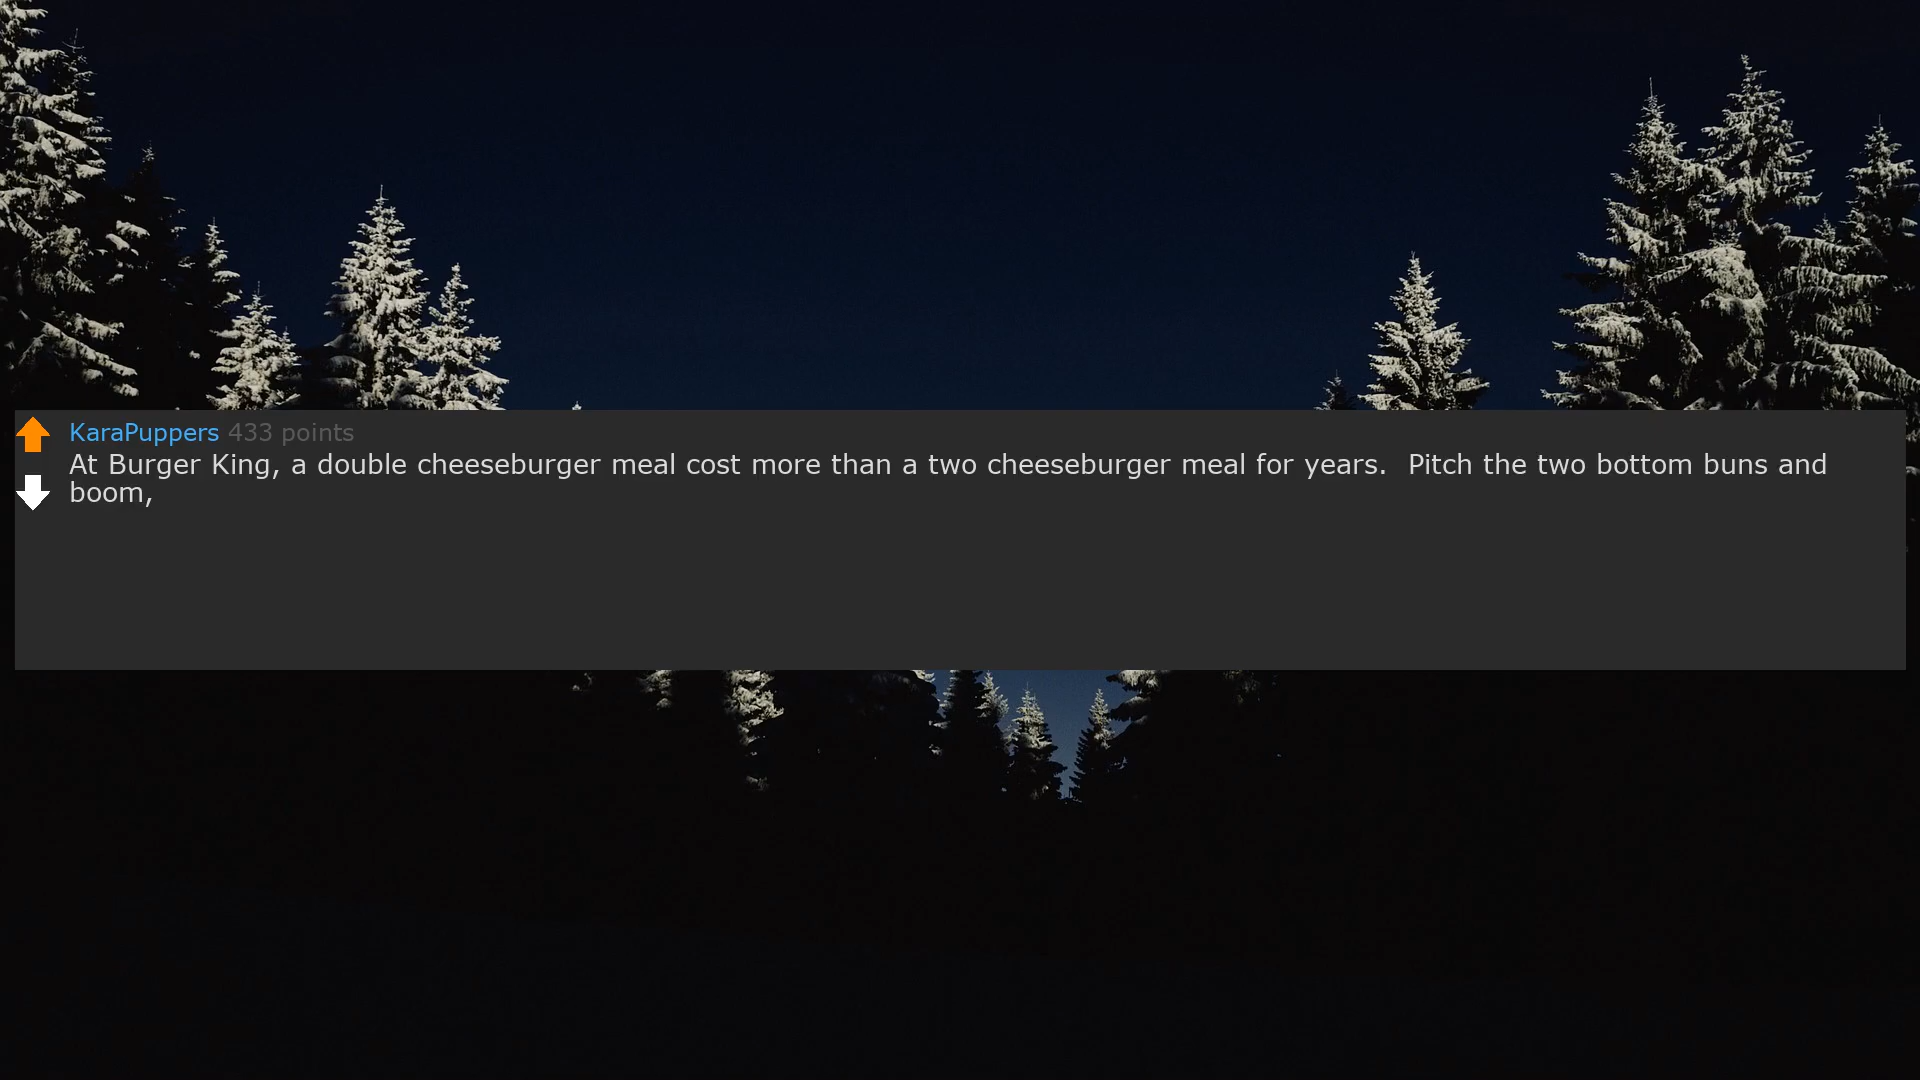 KaraPuppers 433 points
At Burger King, a double cheeseburger meal cost more than a two cheeseburger meal for years.  Pitch the two bottom buns and
boom,